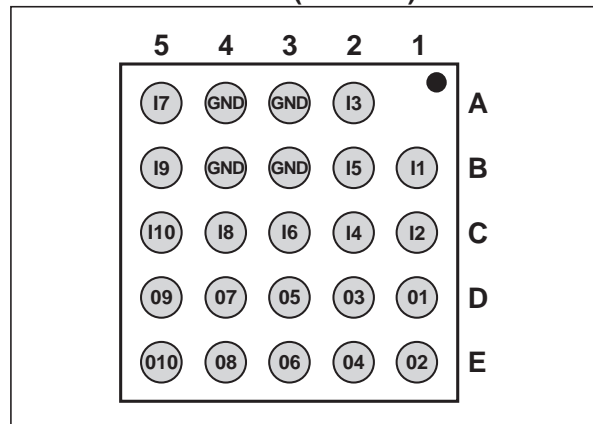 5 4 3 2 1
I7 GND GND I3 A
I9 GND GND I5 I1 B
I10 I8 I6 I4 I2 C
09 07 05 03 01 D
010 08 06 04 02 E